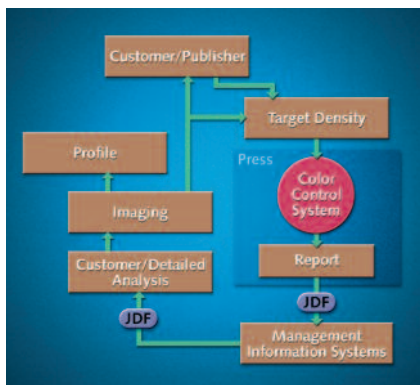 Customer/Publisher
Target Density
Profile
Press
Color
Control
System
Imaging
Customer/Detailed
Analysis
Report
JDF
JDF
Management
Information Systems